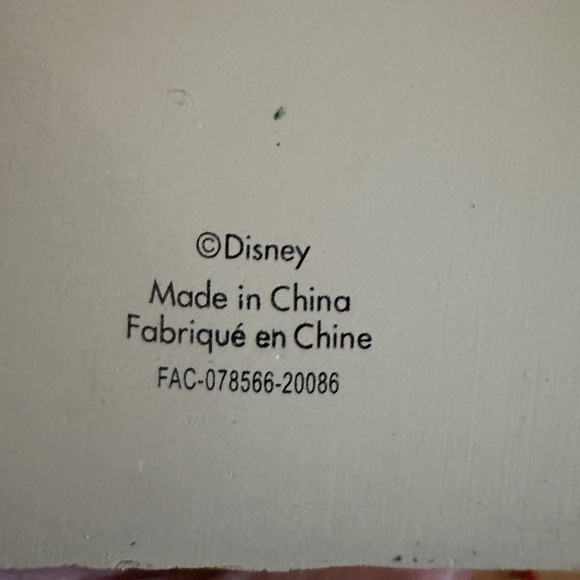 ©Disney
Made in China
Fabriqué en Chine
FAC-078566-20086